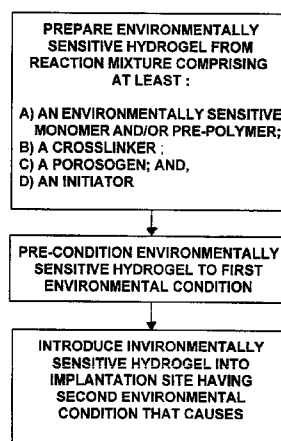 PREPARE ENVIRONMENTALLY
SENSITIVE HYDROGEL FROM
REACTION MIXTURE COMPRISING
AT LEAST :
A) AN ENVIRONMENTALLY SENSITIVE
MONOMER AND/OR PRE-POLYMER;
B) A CROSSLINKER ;
C) A POROSOGEN; AND,
D) AN INITIATOR
PRE-CONDITION ENVIRONMENTALLY
SENSITIVE HYDROGEL TO FIRST
ENVIRONMENTAL CONDITION
INTRODUCE INVIRONMENTALLY
SENSITIVE HYDROGEL INTO
IMPLANTATION SITE HAVING
SECOND ENVIRONMENTAL
CONDITION THAT CAUSES